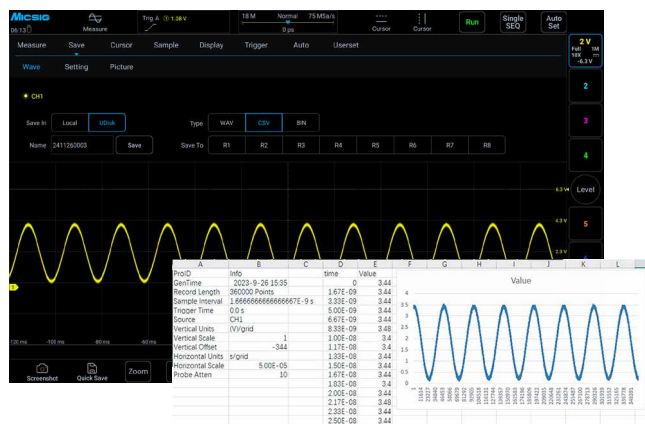 Micsig
06:13
Measure
Trig A ① 1.08 V
18 M Normal 75 MSa/s
0 ps
Cursor
Cursor
Run
Single SEQ
Auto Set
Measure Save Cursor Sample Display Trigger Auto Userset
2 V
Full 1M
10X
-6.3 V
Wave Setting Picture
2
CH1
Save In Local UDisk Type WAV CSV BIN
3
Name 2411260003 Save Save To R1 R2 R3 R4 R5 R6 R7 R8
4
6.3 V
Level
4.3 V
5
2.3 V
-120 ms -100 ms -80 ms -60 ms
Screenshot Quick Save Zoom
A B C D E F G H I J K L
ProID Info time Value
GenTime 2023-9-26 15:35 0 3.44
Record Length 360000 Points 1.67E-09 3.44
Sample Interval 1.6666666666666667E-9 s 3.33E-09 3.44
Trigger Time 0.0 s 5.00E-09 3.44
Source CH1 6.67E-09 3.44
Vertical Units (V)/grid 8.33E-09 3.48
Vertical Scale 1 1.00E-08 3.4
Vertical Offset -344 1.17E-08 3.4
Horizontal Units s/grid 1.33E-08 3.44
Horizontal Scale 5.00E-05 1.50E-08 3.44
Probe Atten 10 1.67E-08 3.44
1.83E-08 3.4
2.00E-08 3.44
2.17E-08 3.48
2.33E-08 3.44
2.50E-08 3.44
Value
4
3.5
3
2.5
2
1.5
1
0.5
0